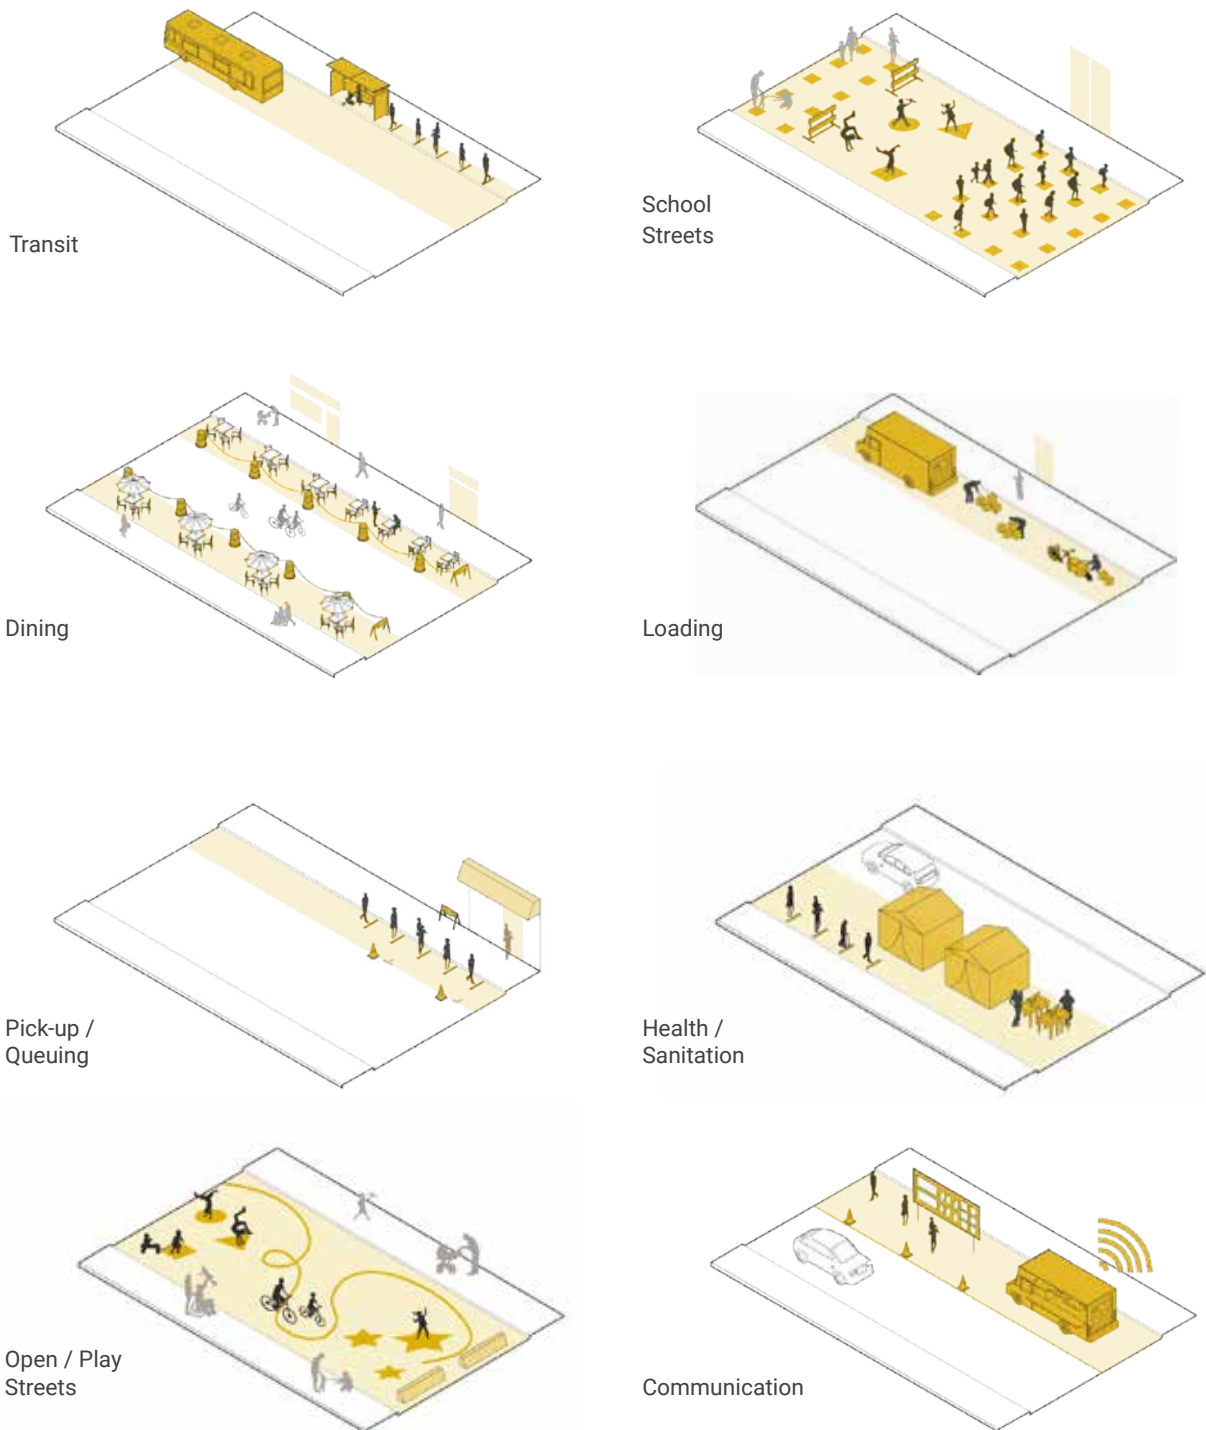 Transit
School
Streets
Dining
Loading
Pick-up /
Queuing
Health /
Sanitation
Open / Play
Streets
Communication